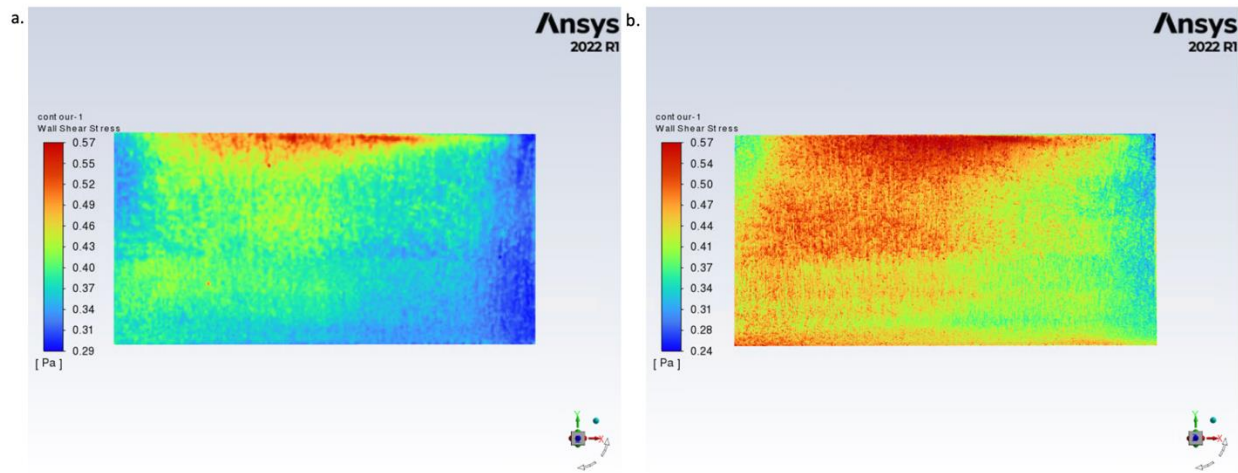 a.
Ansys
2022 R1
contour-1
Wall Shear Stress
0.57
0.55
0.52
0.49
0.46
0.43
0.40
0.37
0.34
0.31
0.29
[ Pa ]
Y
X
b.
Ansys
2022 R1
contour-1
Wall Shear Stress
0.57
0.54
0.50
0.47
0.44
0.41
0.37
0.34
0.31
0.28
0.24
[ Pa ]
Y
X